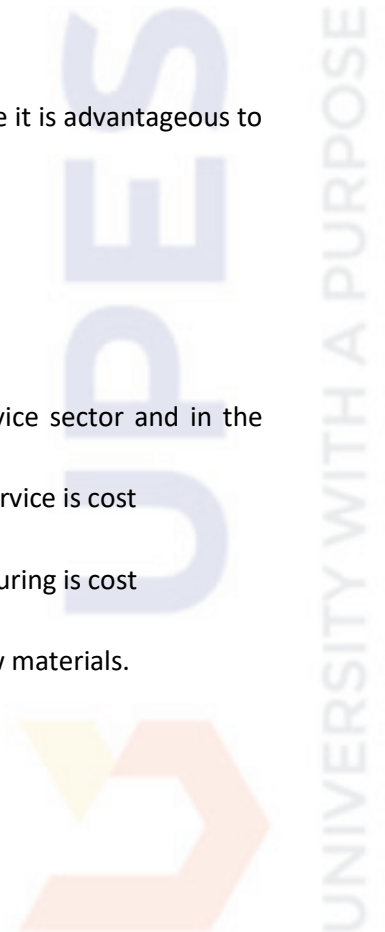 e it is advantageous to
vice sector and in the
rvice is cost
uring is cost
materials.
UPES
UNIVERSITY WITH A PURPOSE